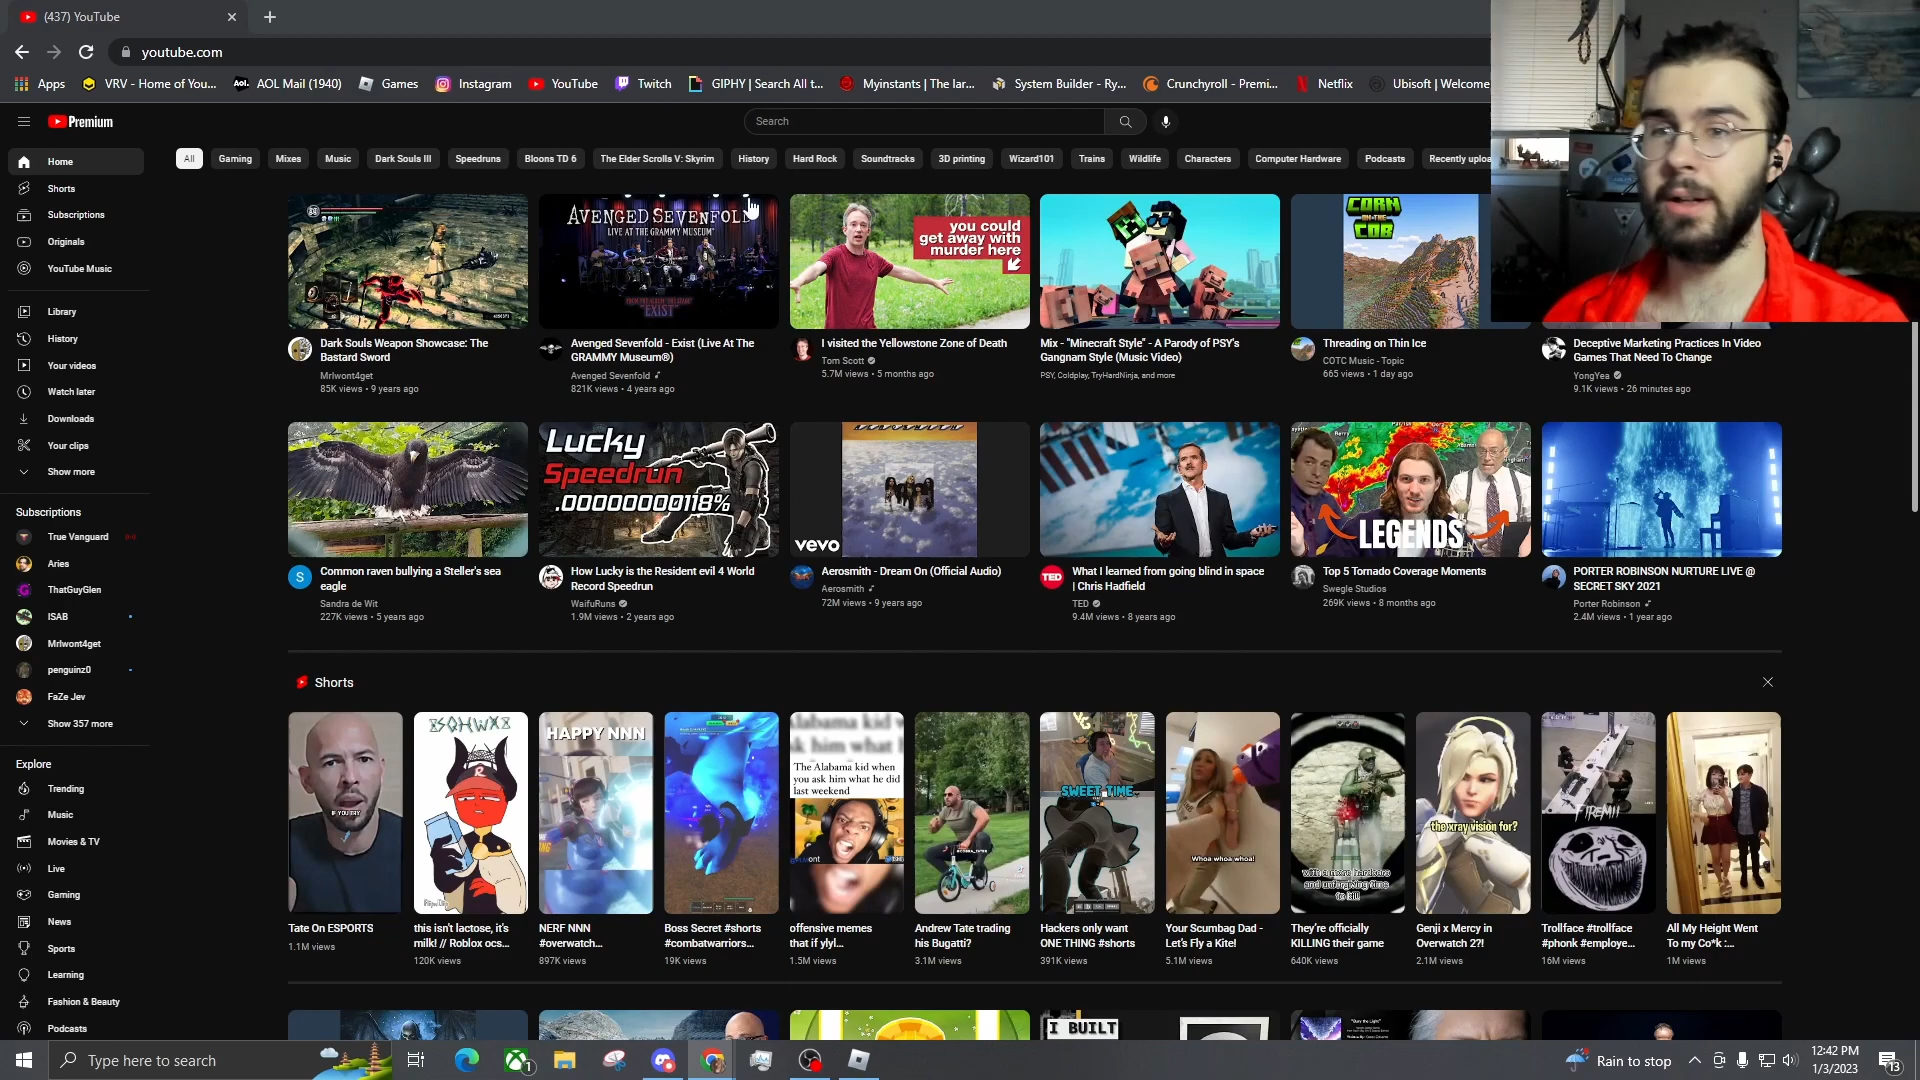 (437) YouTube
youtube.com
Apps
VRV - Home of You...
Aol.
AOL Mail (1940)
Games
Instagram
YouTube
Twitch
GIPHY | Search All t...
Myinstants | The lar...
System Builder - Ry...
Crunchyroll - Premi...
Netflix
Ubisoft | Welcome
Premium
Search
Home
All
Gaming
Mixes
Music
Dark Souls III
Speedruns
Bloons TD 6
The Elder Scrolls V: Skyrim
History
Hard Rock
Soundtracks
3D printing
Wizard101
Trains
Wildlife
Characters
Computer Hardware
Podcasts
Recently uploa
Shorts
Subscriptions
Originals
YouTube Music
Library
History
Your videos
Watch later
Downloads
Your clips
Show more
Subscriptions
True Vanguard
Aries
ThatGuyGlen
ISAB
MrIwont4get
penguinz0
FaZe Jev
Show 357 more
Explore
Trending
Music
Movies & TV
Live
Gaming
News
Sports
Learning
Fashion & Beauty
Podcasts
AVENGED SEVENFOLD
LIVE AT THE GRAMMY MUSEUM
"EXIST"
you could
get away with
murder here
CORN
ON THE
COB
Dark Souls Weapon Showcase: The
Bastard Sword
MrIwont4get
85K views • 9 years ago
Avenged Sevenfold - Exist (Live At The
GRAMMY Museum®)
Avenged Sevenfold
821K views • 4 years ago
I visited the Yellowstone Zone of Death
Tom Scott
5.7M views • 5 months ago
Mix - "Minecraft Style" - A Parody of PSY's
Gangnam Style (Music Video)
PSY, Coldplay, TryHardNinja, and more
Threading on Thin Ice
COTC Music - Topic
665 views • 1 day ago
Deceptive Marketing Practices In Video
Games That Need To Change
YongYea
9.1K views • 26 minutes ago
Lucky
Speedrun
.00000000118%
vevo
LEGENDS
S
Common raven bullying a Steller's sea
eagle
Sandra de Wit
227K views • 5 years ago
How Lucky is the Resident evil 4 World
Record Speedrun
WaifuRuns
1.9M views • 2 years ago
Aerosmith - Dream On (Official Audio)
Aerosmith
72M views • 9 years ago
TED
What I learned from going blind in space
| Chris Hadfield
TED
9.4M views • 8 years ago
Top 5 Tornado Coverage Moments
Swegle Studios
269K views • 8 months ago
PORTER ROBINSON NURTURE LIVE @
SECRET SKY 2021
Porter Robinson
2.4M views • 1 year ago
Shorts
IF YOU TRY
HAPPY NNN
The Alabama kid when
you ask him what he did
last weekend
SWEET TIME
Whoa whoa whoa!
the xray vision for?
Tate On ESPORTS
1.1M views
this isn't lactose, it's
milk! // Roblox ocs...
120K views
NERF NNN
#overwatch...
897K views
Boss Secret #shorts
#combatwarriors...
19K views
offensive memes
that if ylyl...
1.5M views
Andrew Tate trading
his Bugatti?
3.1M views
Hackers only want
ONE THING #shorts
391K views
Your Scumbag Dad -
Let's Fly a Kite!
5.1M views
They're officially
KILLING their game
640K views
Genji x Mercy in
Overwatch 2?!
2.1M views
Trollface #trollface
#phonk #employe...
16M views
All My Height Went
To my Co*k :...
1M views
I BUILT
Type here to search
1
Rain to stop
12:42 PM
1/3/2023
13